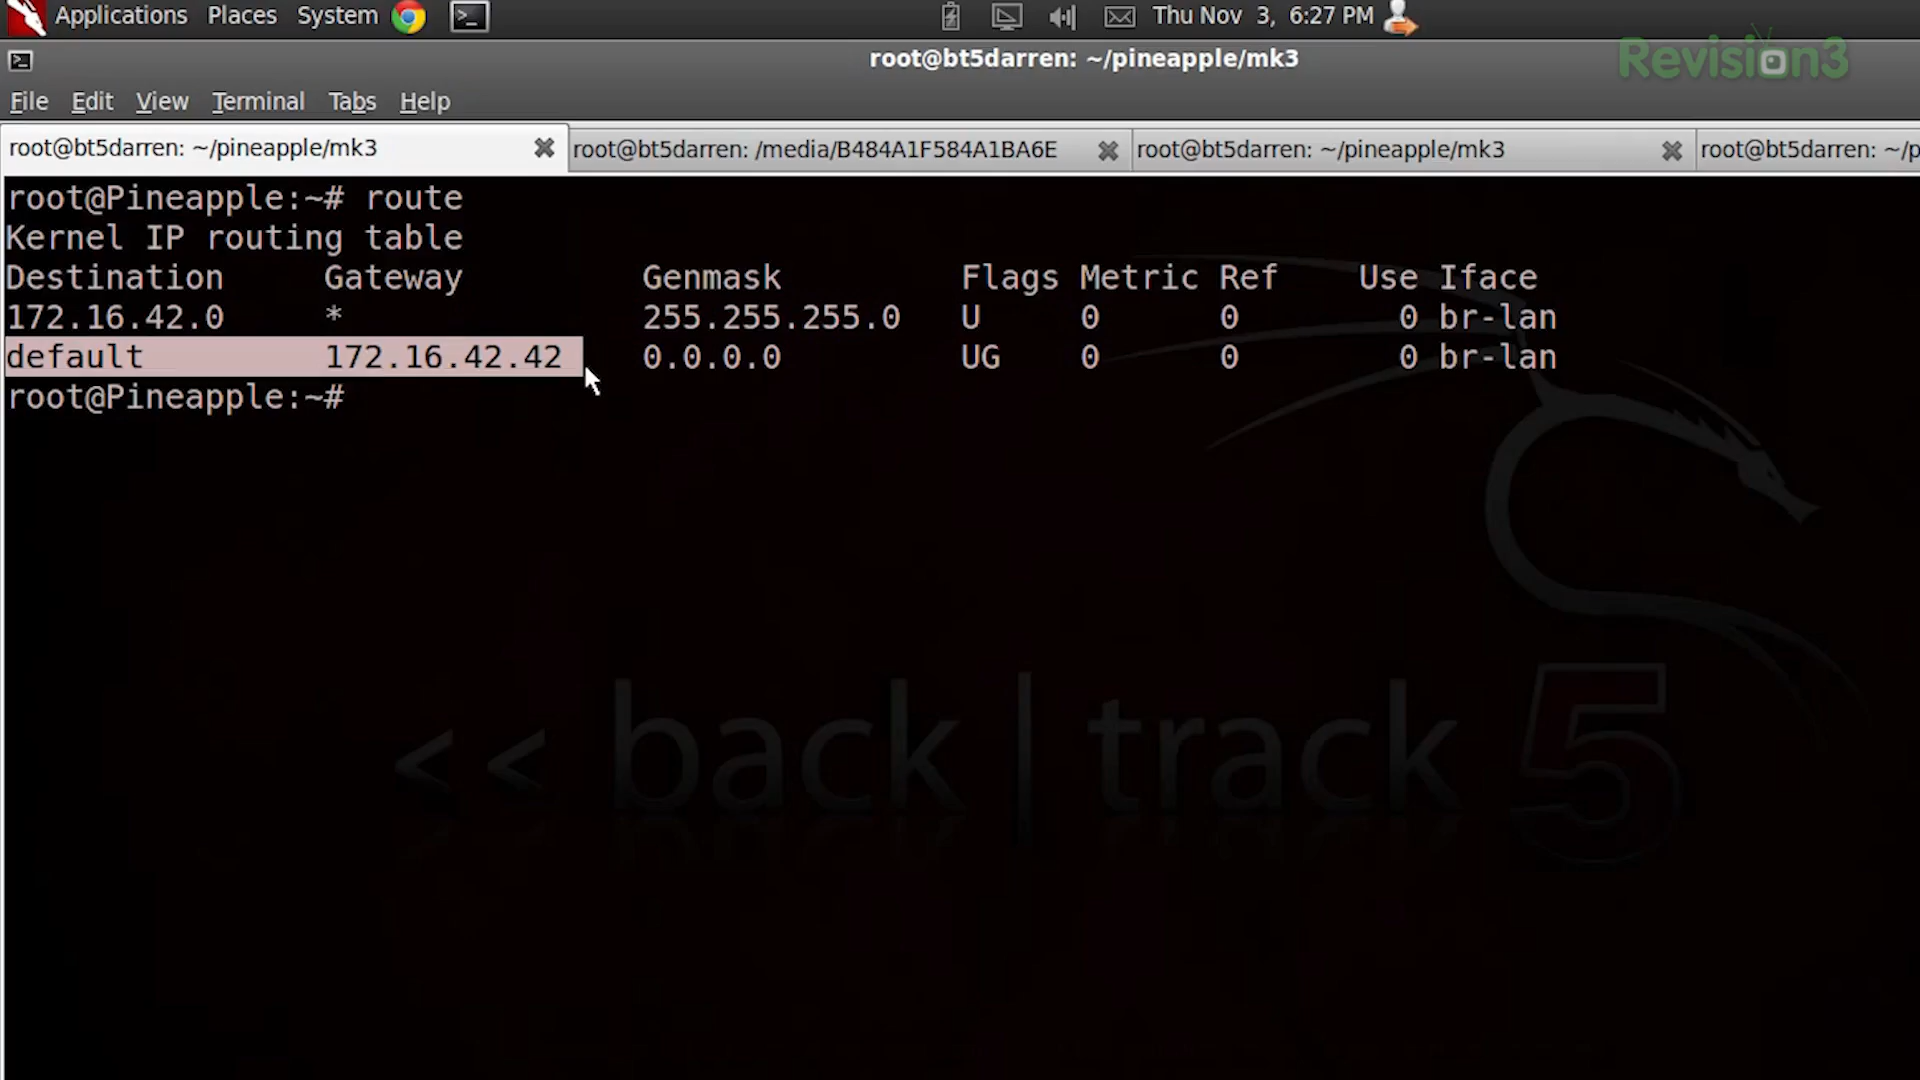 Applications Places System Thu Nov 3, 6:27 PM
root@bt5darren: ~/pineapple/mk3
Revision3
File Edit View Terminal Tabs Help
root@bt5darren: ~/pineapple/mk3 root@bt5darren: /media/B484A1F584A1BA6E root@bt5darren: ~/pineapple/mk3 root@bt5darren: ~/p
root@Pineapple:~# route
Kernel IP routing table
Destination Gateway Genmask Flags Metric Ref Use Iface
172.16.42.0 * 255.255.255.0 U 0 0 0 br-lan
default 172.16.42.42 0.0.0.0 UG 0 0 0 br-lan
root@Pineapple:~#
<< back | track 5